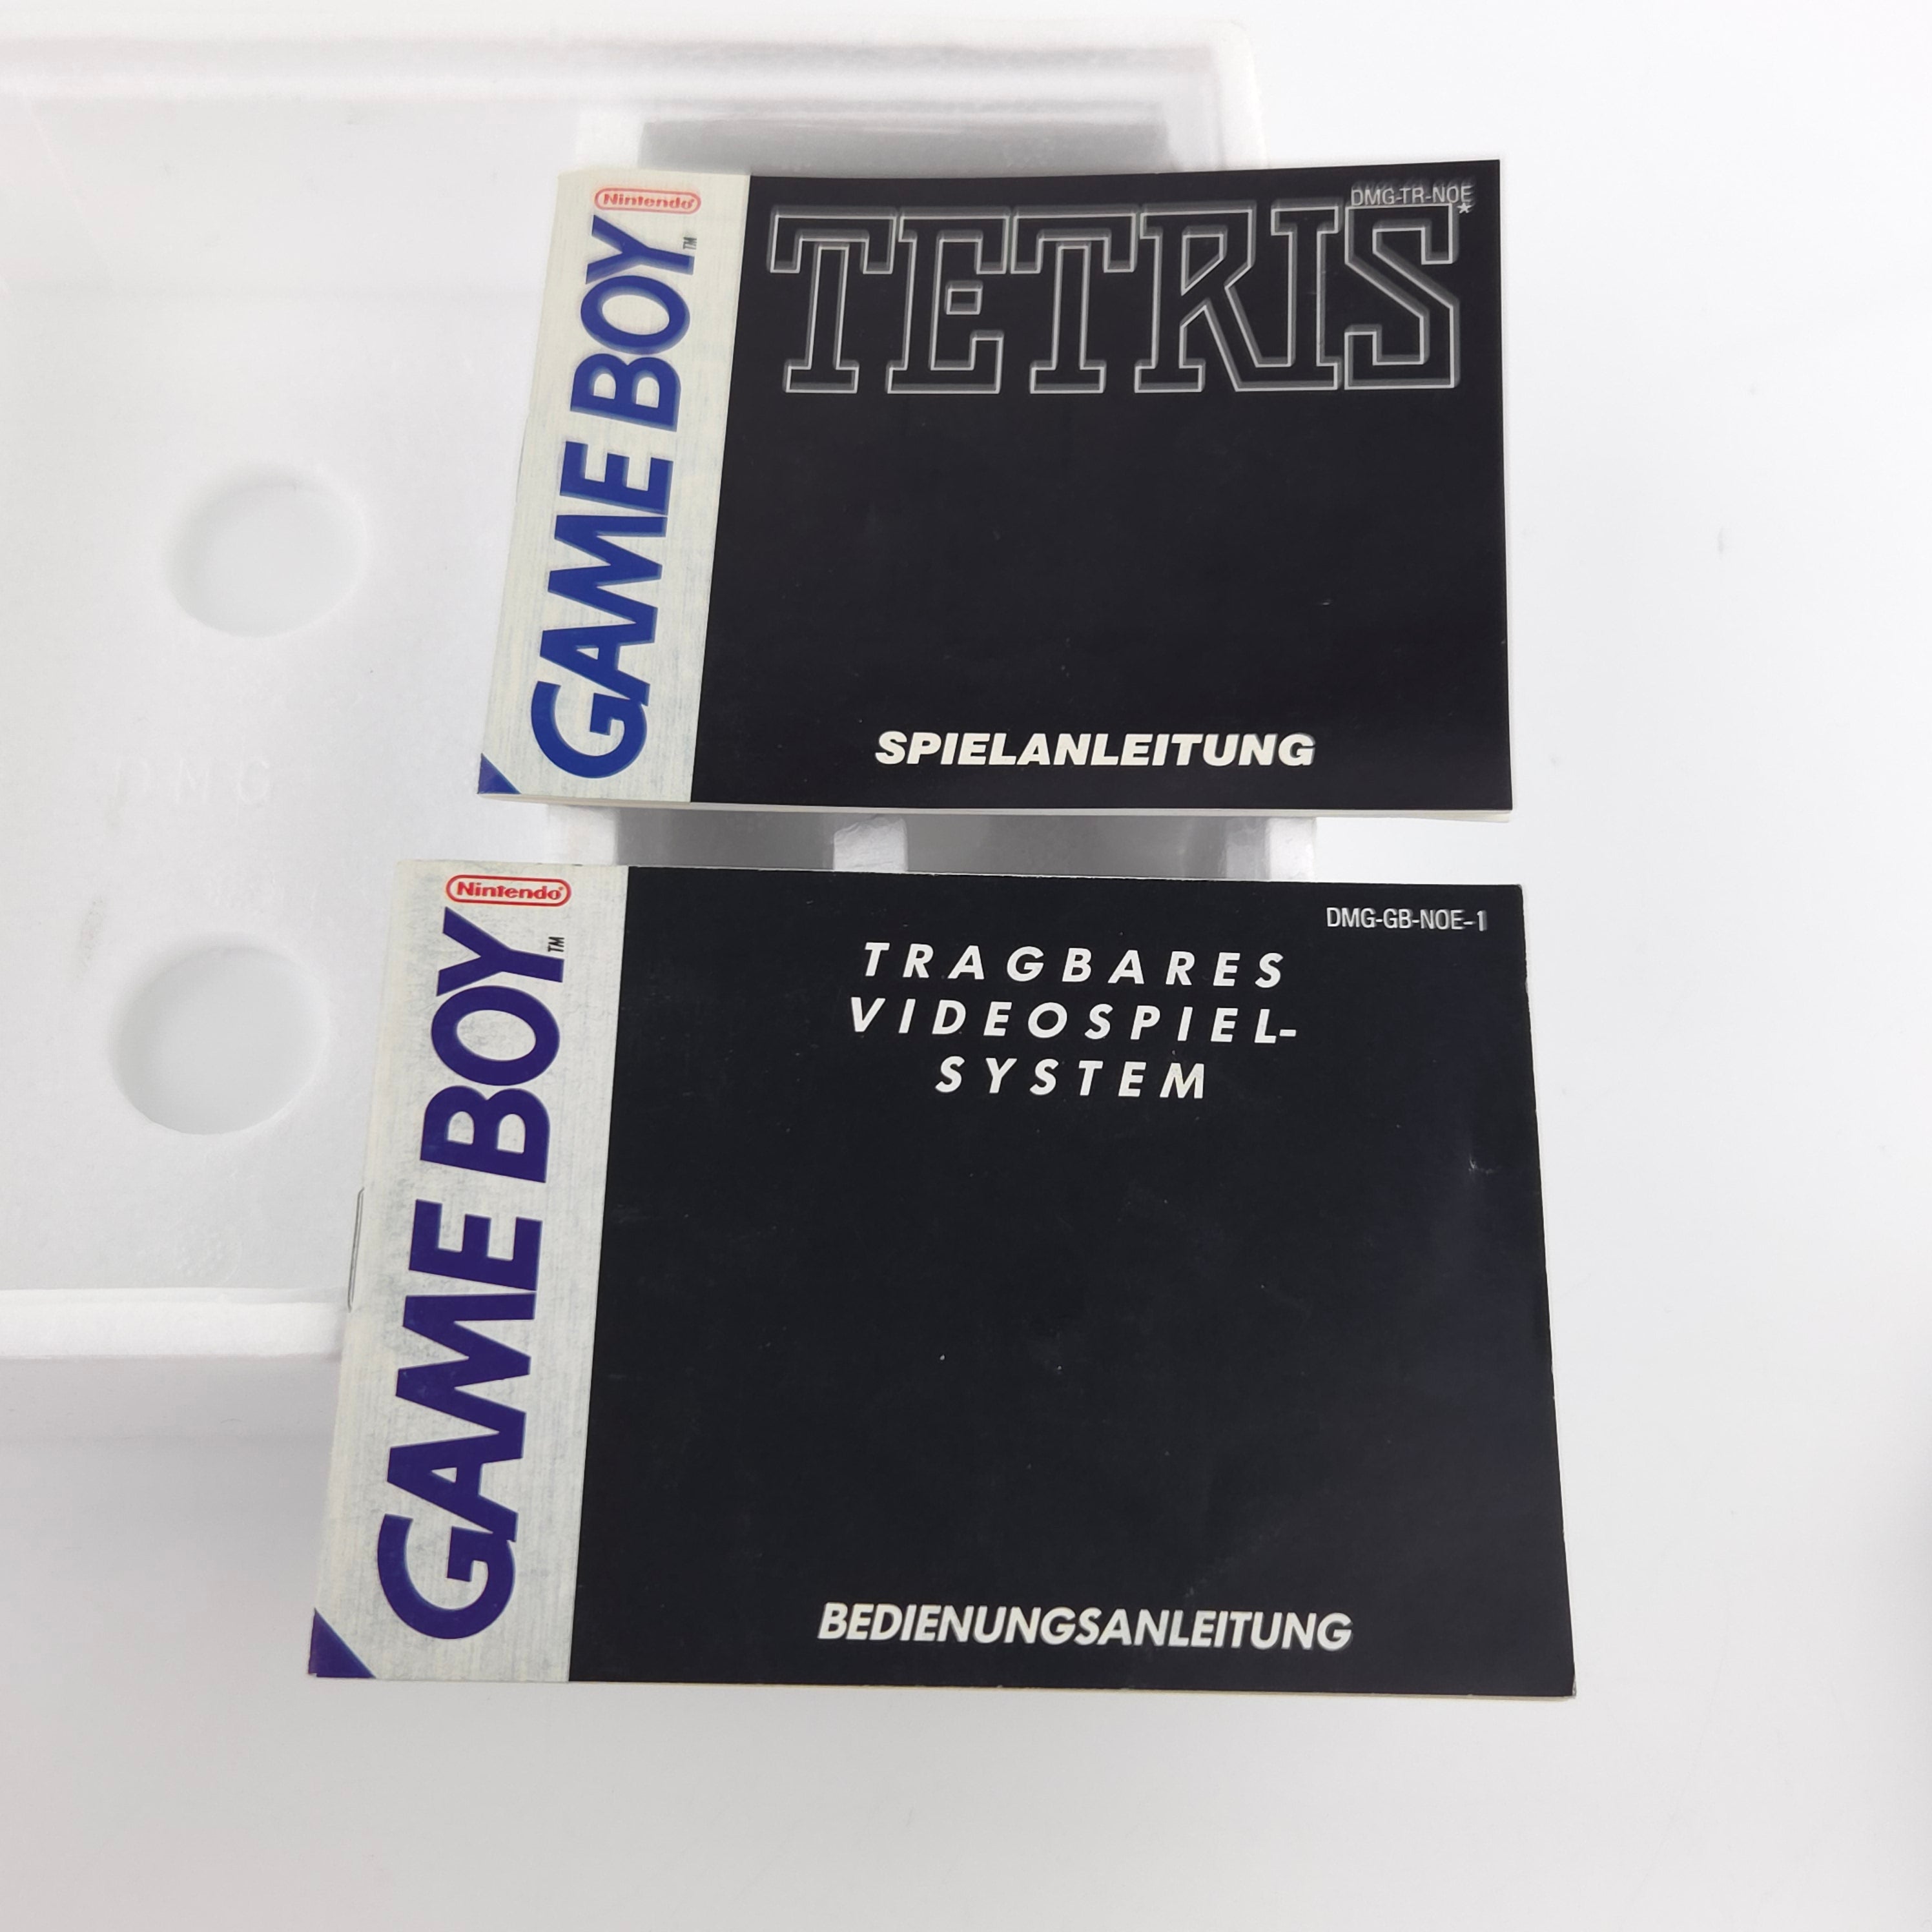 Nintendo®
GAME BOY™
DMG-TR-NOE
TETRIS*
SPIELANLEITUNG
DMG
Nintendo®
GAME BOY™
DMG-GB-NOE-1
TRAGBARES
VIDEOSPIEL-
SYSTEM
BEDIENUNGSANLEITUNG